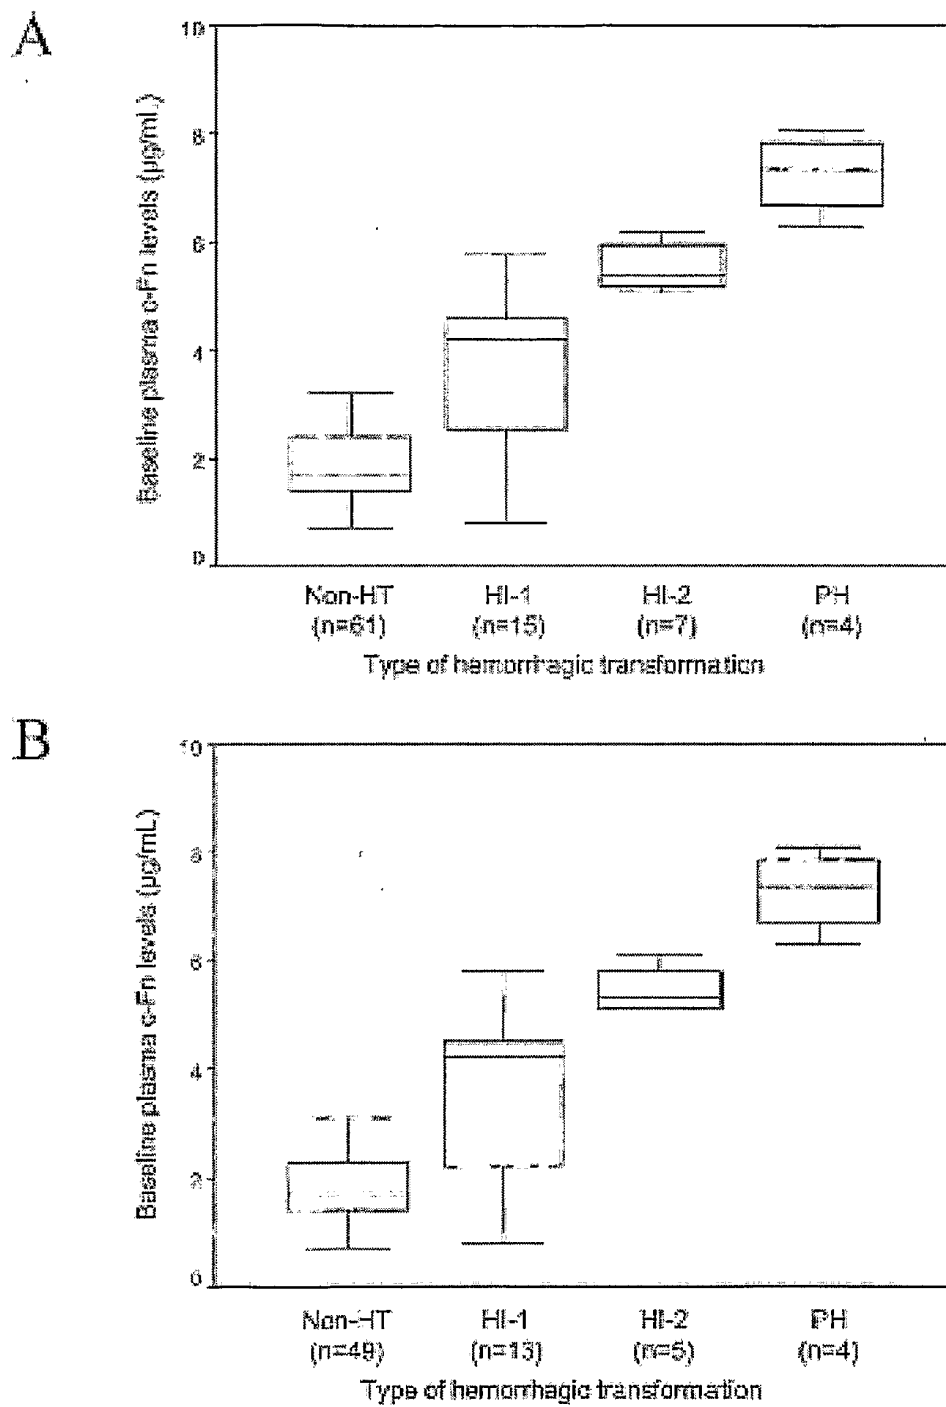 A
Baseline plasma c-Fn levels (µg/mL)
10
8
6
4
2
0
Non-HT HI-1 HI-2 PH
(n=61) (n=15) (n=7) (n=4)
Type of hemorrhagic transformation
B
Baseline plasma c-Fn levels (µg/mL)
10
8
6
4
2
0
Non-HT HI-1 HI-2 PH
(n=49) (n=13) (n=5) (n=4)
Type of hemorrhagic transformation